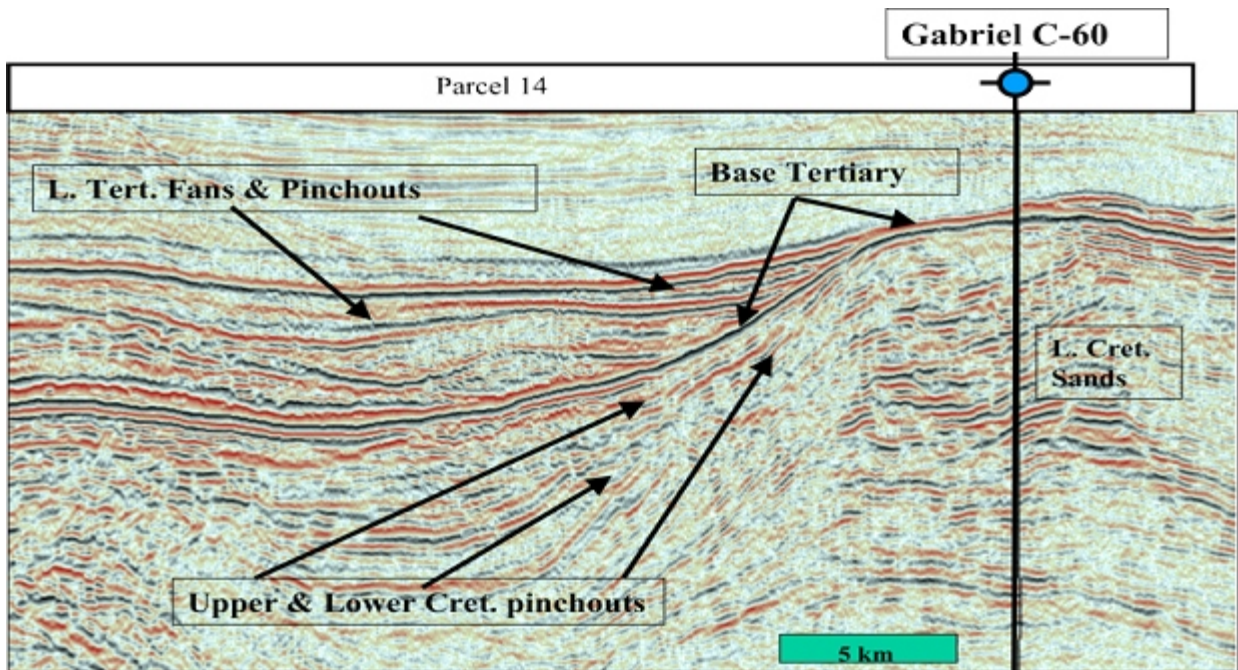 Gabriel C-60
Parcel 14
L. Tert. Fans & Pinchouts
Base Tertiary
L. Cret.
Sands
Upper & Lower Cret. pinchouts
5 km